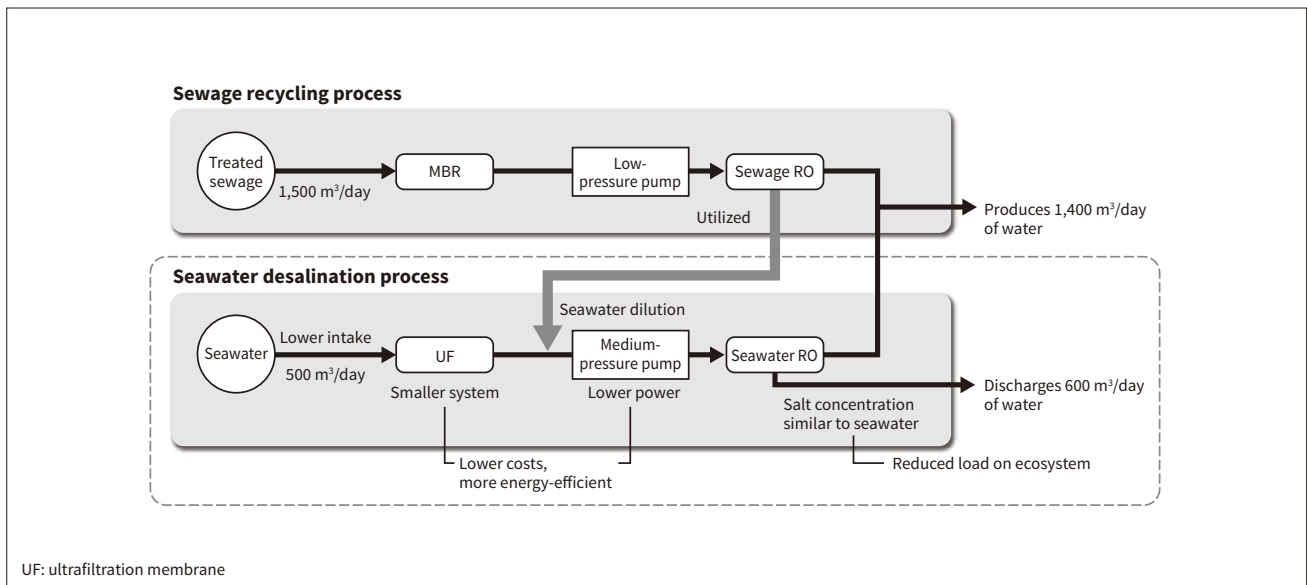 Sewage recycling process
Treated
sewage
1,500 m³/day
MBR
Low-
pressure pump
Sewage RO
Utilized
Produces 1,400 m³/day
of water
Seawater desalination process
Seawater
Lower intake
500 m³/day
UF
Smaller system
Seawater dilution
Medium-
pressure pump
Lower power
Seawater RO
Discharges 600 m³/day
of water
Salt concentration
similar to seawater
Lower costs,
more energy-efficient
Reduced load on ecosystem
UF: ultrafiltration membrane